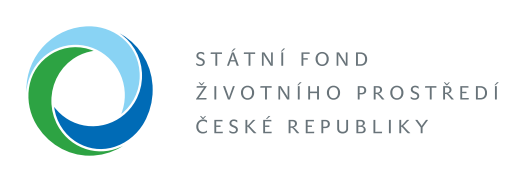 STÁTNÍ FOND
ŽIVOTNÍHO PROSTŘEDÍ
ČESKÉ REPUBLIKY